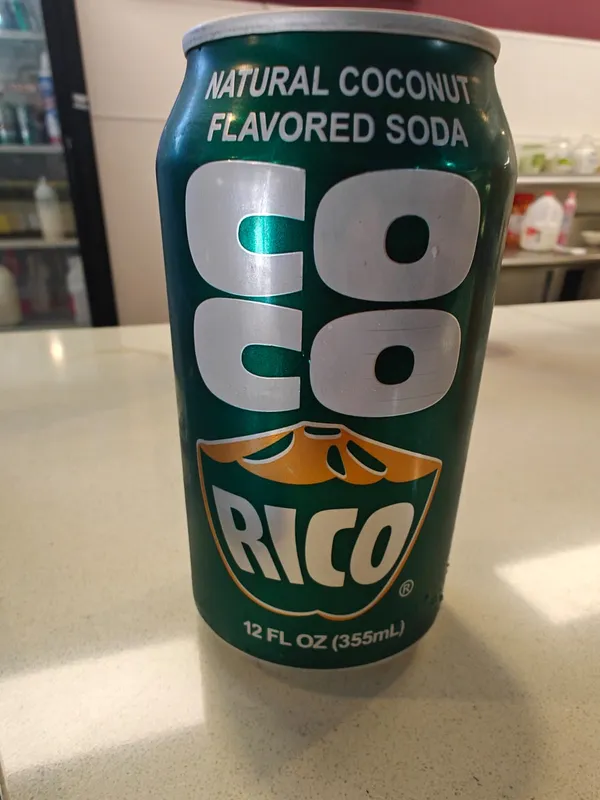 NATURAL COCONUT
FLAVORED SODA
CO
CO
RICO
®
12 FL OZ (355mL)